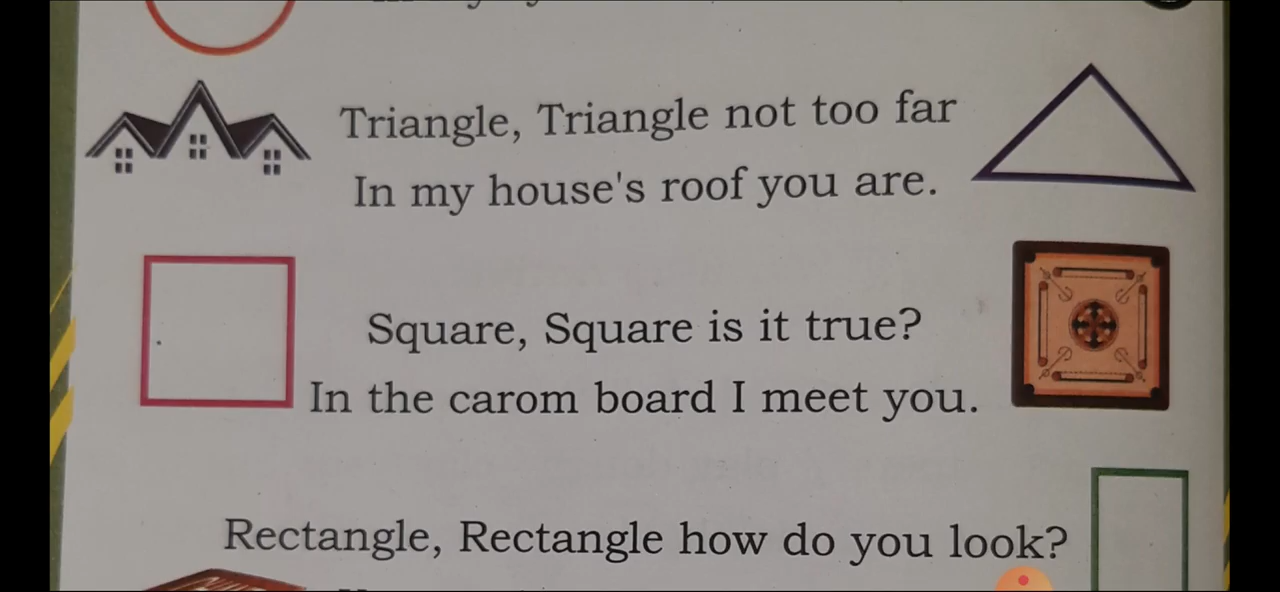 Triangle, Triangle not too far
In my house's roof you are.
Square, Square is it true?
In the carom board I meet you.
Rectangle, Rectangle how do you look?